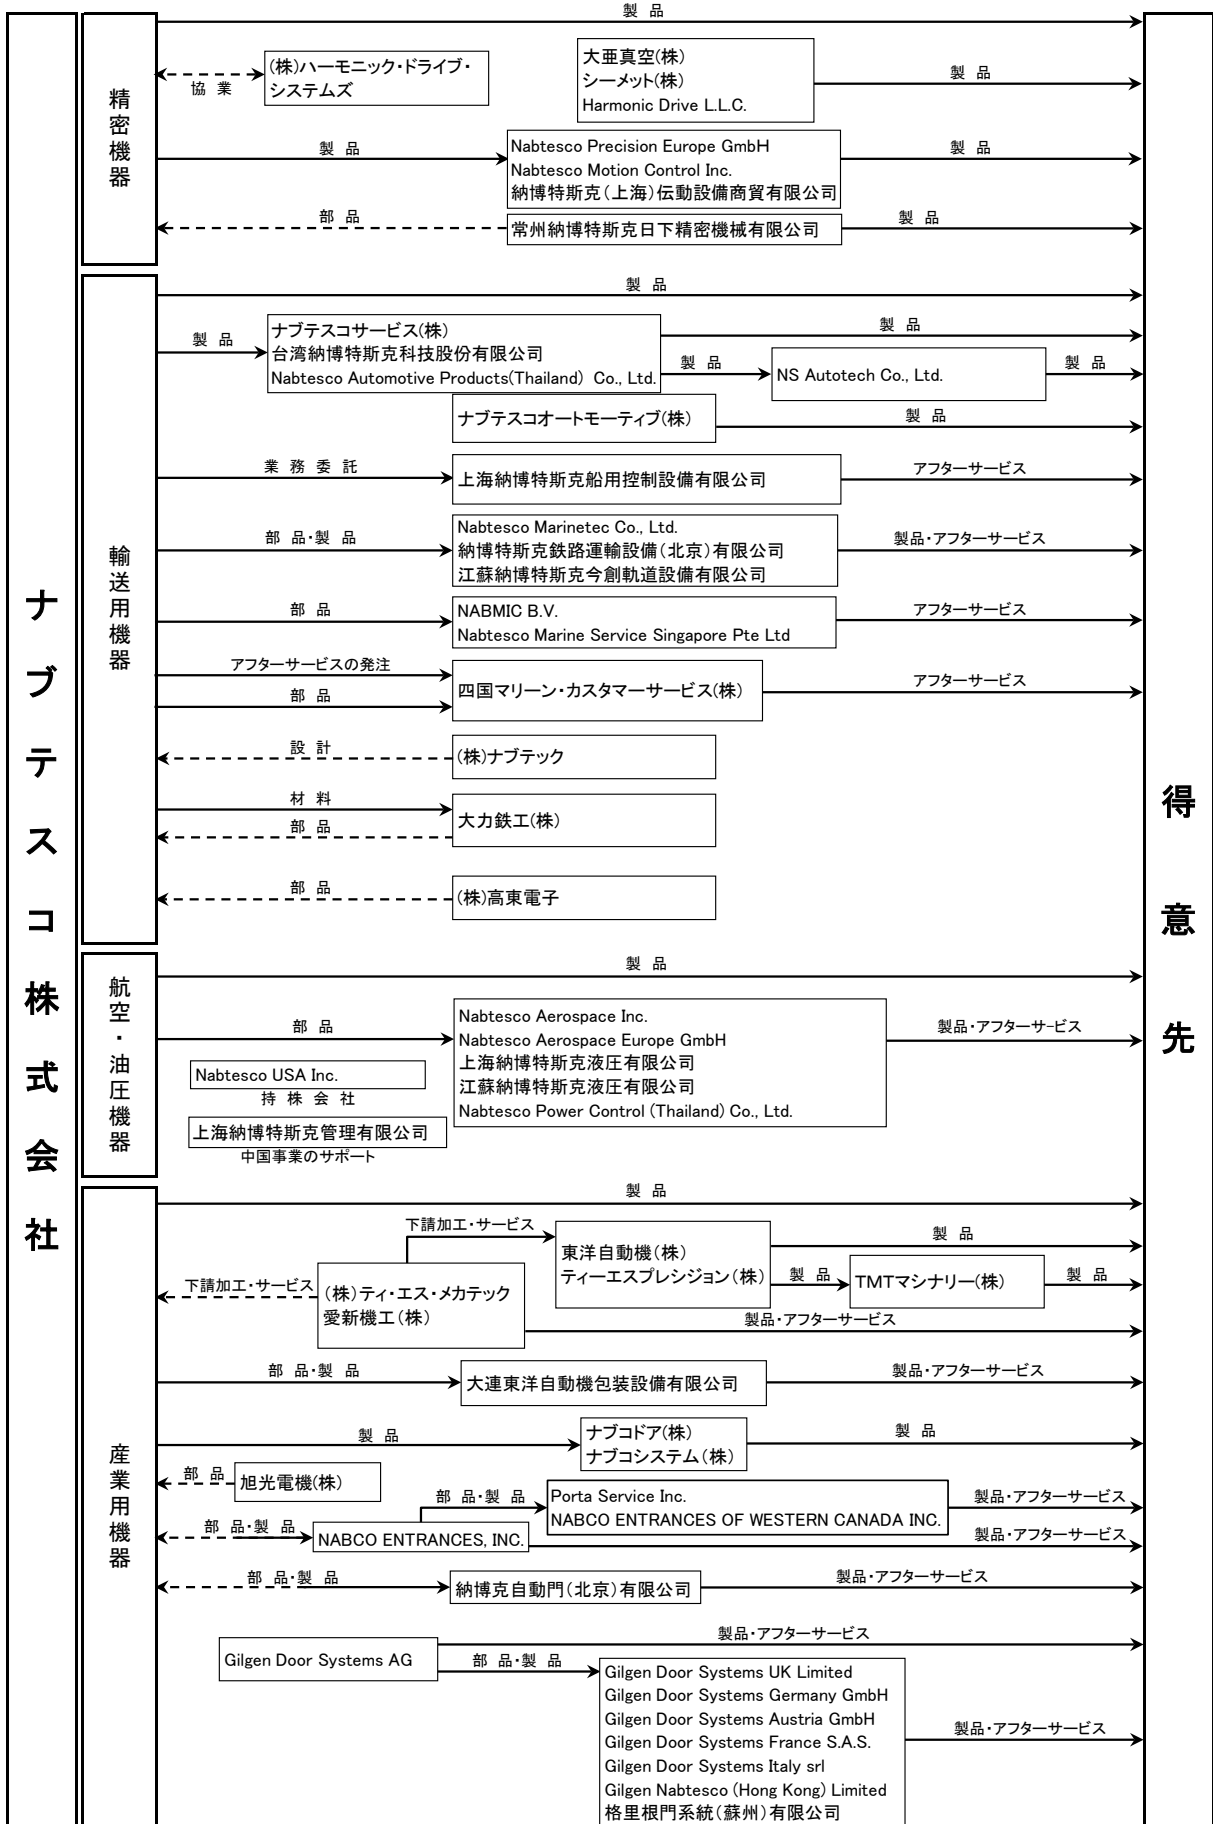 ナブテスコ株式会社
得意先
精密機器
製 品
(株)ハーモニック・ドライブ・
システムズ
協 業
大亜真空(株)
シーメット(株)
Harmonic Drive L.L.C.
製 品
製 品
Nabtesco Precision Europe GmbH
Nabtesco Motion Control Inc.
納博特斯克(上海)伝動設備商貿有限公司
製 品
部 品
常州納博特斯克日下精密機械有限公司
製 品
輸送用機器
製 品
製 品
ナブテスコサービス(株)
台湾納博特斯克科技股份有限公司
Nabtesco Automotive Products(Thailand) Co., Ltd.
製 品
製 品
NS Autotech Co., Ltd.
製 品
ナブテスコオートモーティブ(株)
製 品
業 務 委 託
上海納博特斯克船用控制設備有限公司
アフターサービス
部 品・製 品
Nabtesco Marinetec Co., Ltd.
納博特斯克鉄路運輸設備(北京)有限公司
江蘇納博特斯克今創軌道設備有限公司
製品・アフターサービス
部 品
NABMIC B.V.
Nabtesco Marine Service Singapore Pte Ltd
アフターサービス
アフターサービスの発注
部 品
四国マリーン・カスタマーサービス(株)
アフターサービス
設 計
(株)ナブテック
材 料
部 品
大力鉄工(株)
部 品
(株)高東電子
航空・油圧機器
製 品
部 品
Nabtesco Aerospace Inc.
Nabtesco Aerospace Europe GmbH
上海納博特斯克液圧有限公司
江蘇納博特斯克液圧有限公司
Nabtesco Power Control (Thailand) Co., Ltd.
製品・アフターサービス
Nabtesco USA Inc.
持 株 会 社
上海納博特斯克管理有限公司
中国事業のサポート
産業用機器
製 品
下請加工・サービス
東洋自動機(株)
ティーエスプレシジョン(株)
製 品
製 品
TMTマシナリー(株)
製 品
下請加工・サービス
(株)ティ・エス・メカテック
愛新機工(株)
製品・アフターサービス
部 品・製 品
大連東洋自動機包装設備有限公司
製品・アフターサービス
製 品
ナブコドア(株)
ナブコシステム(株)
製 品
部 品
旭光電機(株)
部 品・製 品
Porta Service Inc.
NABCO ENTRANCES OF WESTERN CANADA INC.
製品・アフターサービス
部 品・製 品
NABCO ENTRANCES, INC.
製品・アフターサービス
部 品・製 品
納博克自動門(北京)有限公司
製品・アフターサービス
Gilgen Door Systems AG
製品・アフターサービス
部 品・製 品
Gilgen Door Systems UK Limited
Gilgen Door Systems Germany GmbH
Gilgen Door Systems Austria GmbH
Gilgen Door Systems France S.A.S.
Gilgen Door Systems Italy srl
Gilgen Nabtesco (Hong Kong) Limited
格里根門系統(蘇州)有限公司
製品・アフターサービス